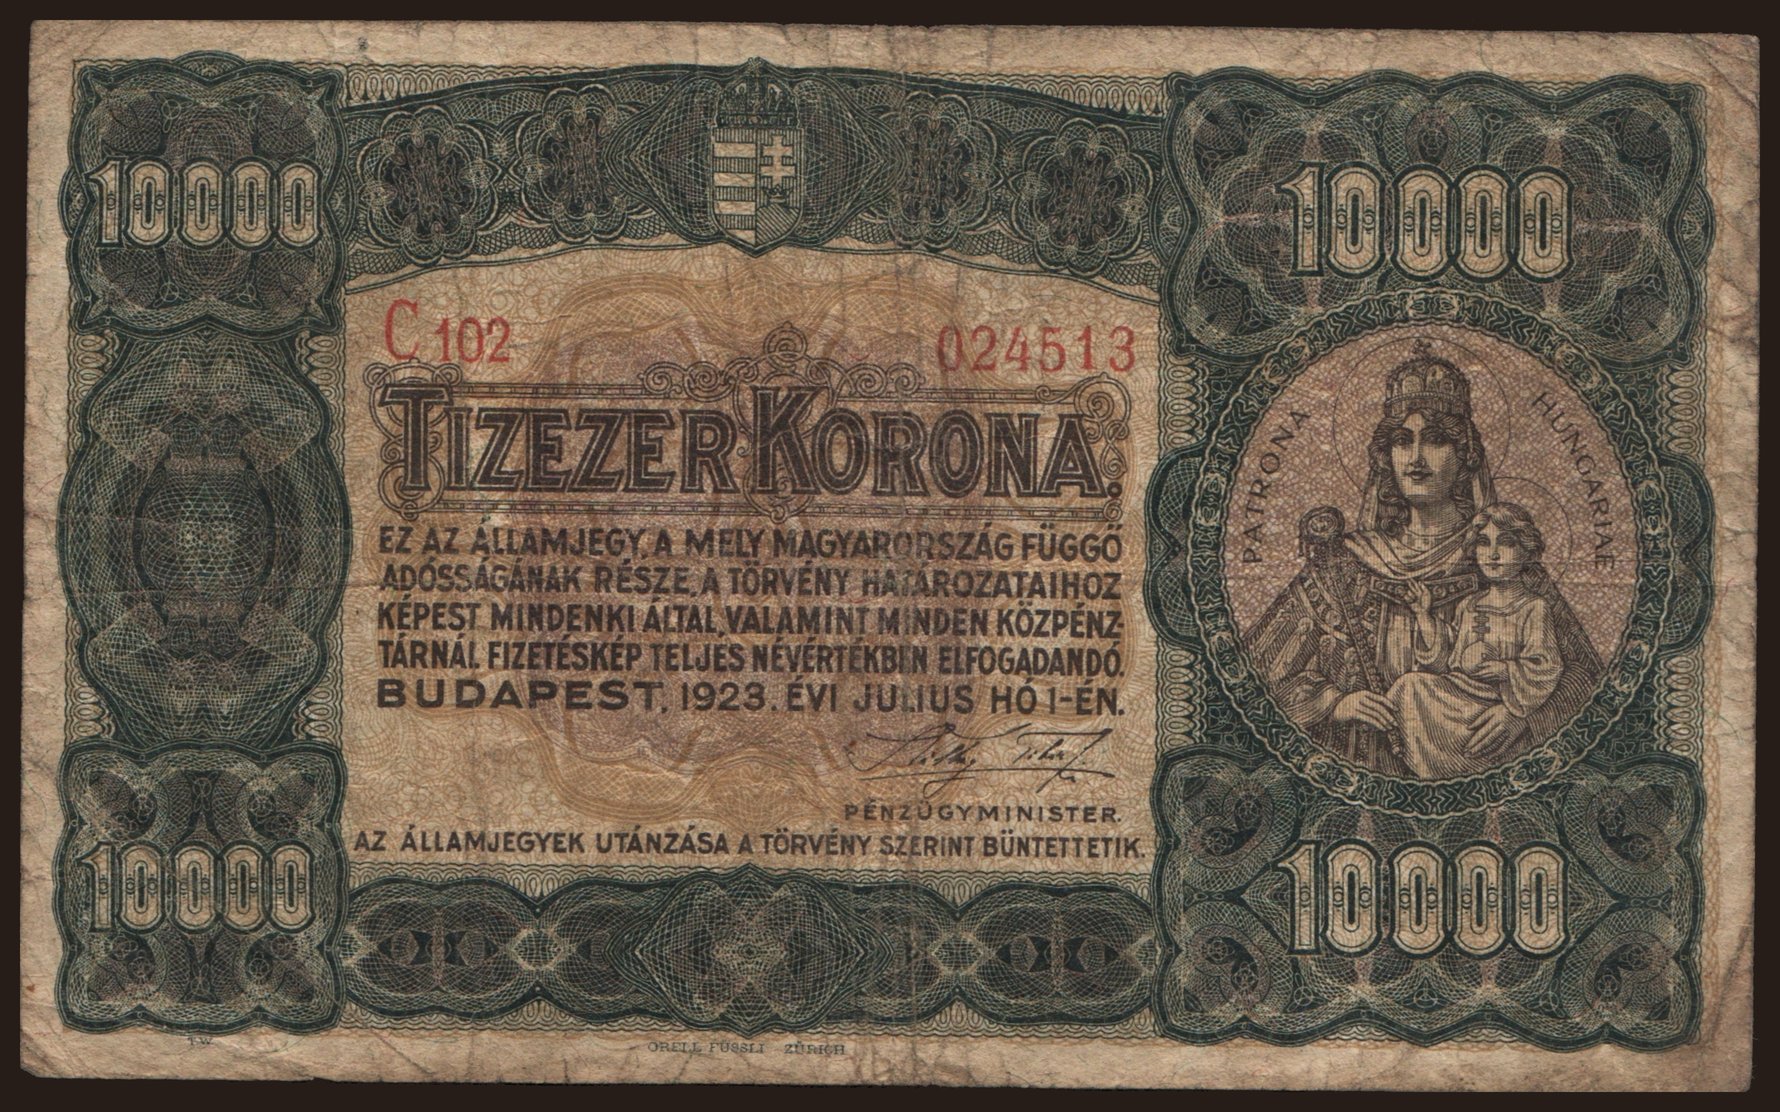 10000
10000
C 102
024513
TIZEZER KORONA.
PATRONA HUNGARIAE
EZ AZ ÁLLAMJEGY, A MELY MAGYARORSZÁG FÜGGŐ
ADÓSSÁGÁNAK RÉSZE, A TÖRVÉNY HATÁROZATAIHOZ
KÉPEST MINDENKI ÁLTAL, VALAMINT MINDEN KÖZPÉNZ-
TÁRNÁL FIZETÉSKÉP TELJES NÉVÉRTÉKBEN ELFOGADANDÓ.
BUDAPEST, 1923. ÉVI JULIUS HÓ 1-ÉN.
PÉNZÜGYMINISTER.
AZ ÁLLAMJEGYEK UTÁNZÁSA A TÖRVÉNY SZERINT BÜNTETTETIK.
10000
10000
T.W
ORELL FÜSSLI ZÜRICH